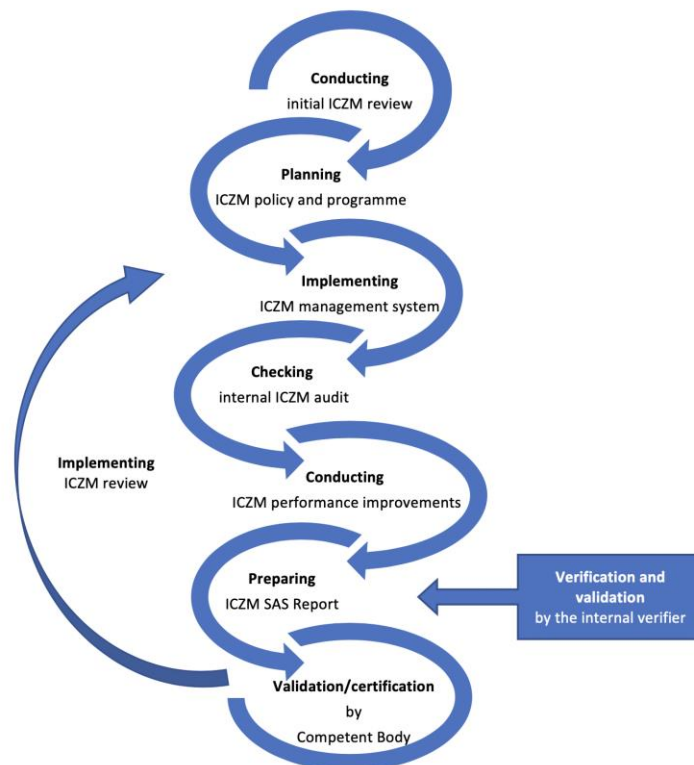 Conducting
initial ICZM review
Planning
ICZM policy and programme
Implementing
ICZM management system
Checking
internal ICZM audit
Implementing
ICZM review
Conducting
ICZM performance improvements
Preparing
ICZM SAS Report
Verification and
validation
by the internal verifier
Validation/certification
by
Competent Body